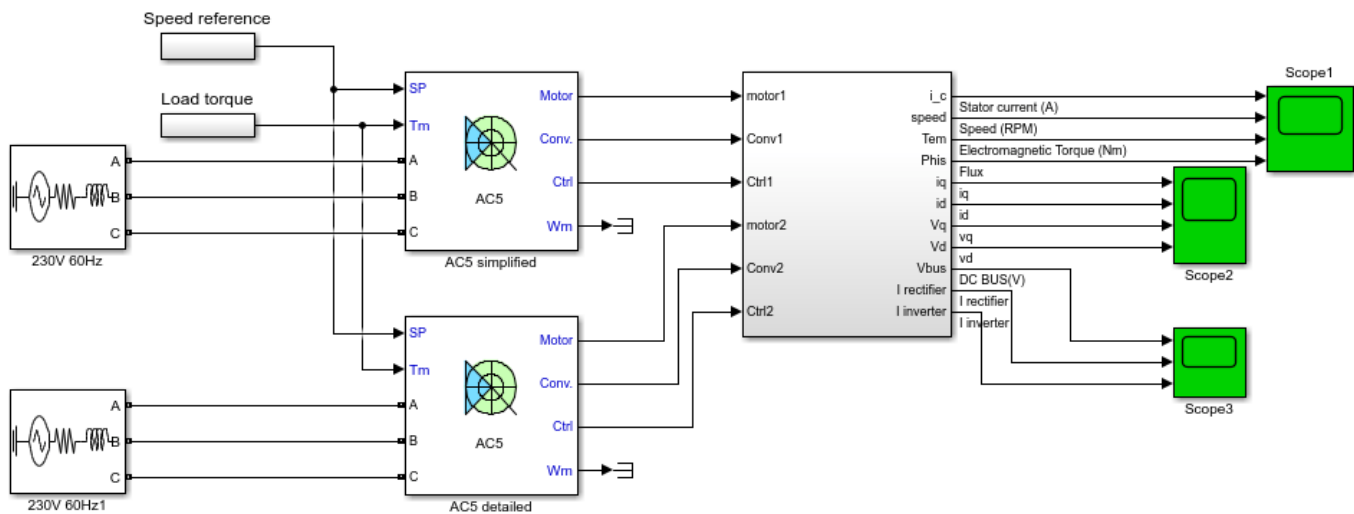 Speed reference
Load torque
A
B
C
230V 60Hz
SP
Tm
A
B
C
Motor
Conv.
Ctrl
Wm
AC5
AC5 simplified
A
B
C
230V 60Hz1
SP
Tm
A
B
C
Motor
Conv.
Ctrl
Wm
AC5
AC5 detailed
motor1
Conv1
Ctrl1
motor2
Conv2
Ctrl2
i_c
speed
Tem
Phis
iq
id
Vq
Vd
Vbus
I rectifier
I inverter
Stator current (A)
Speed (RPM)
Electromagnetic Torque (Nm)
Flux
iq
id
vq
vd
DC BUS(V)
I rectifier
I inverter
Scope1
Scope2
Scope3